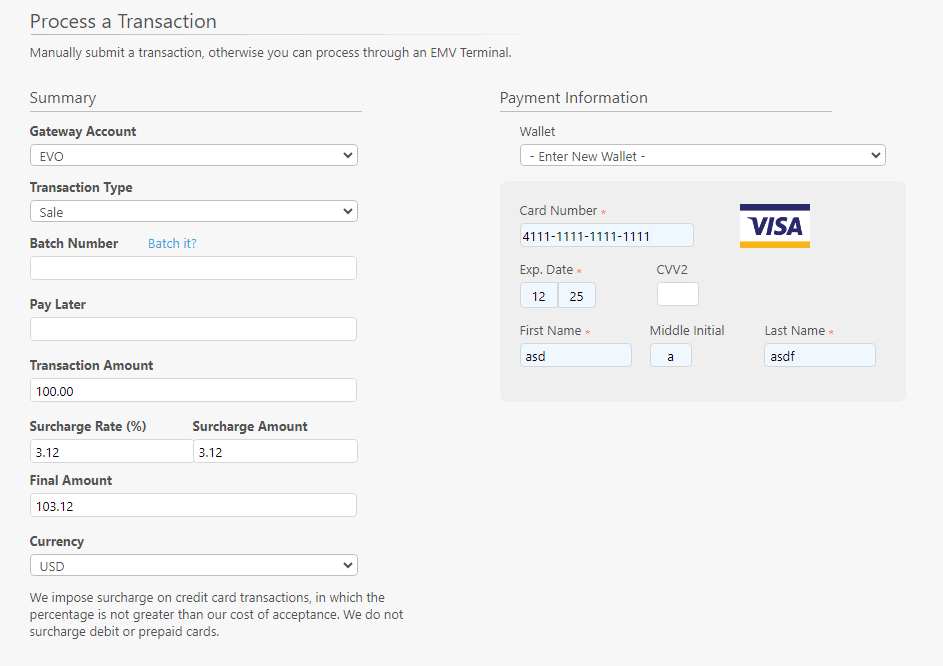 Process a Transaction
Manually submit a transaction, otherwise you can process through an EMV Terminal.
Summary
Gateway Account
EVO
Transaction Type
Sale
Batch Number Batch it?
Pay Later
Transaction Amount
100.00
Surcharge Rate (%) Surcharge Amount
3.12 3.12
Final Amount
103.12
Currency
USD
We impose surcharge on credit card transactions, in which the
percentage is not greater than our cost of acceptance. We do not
surcharge debit or prepaid cards.
Payment Information
Wallet
- Enter New Wallet -
Card Number *
4111-1111-1111-1111
VISA
Exp. Date * CVV2
12 25
First Name * Middle Initial Last Name *
asd a asdf